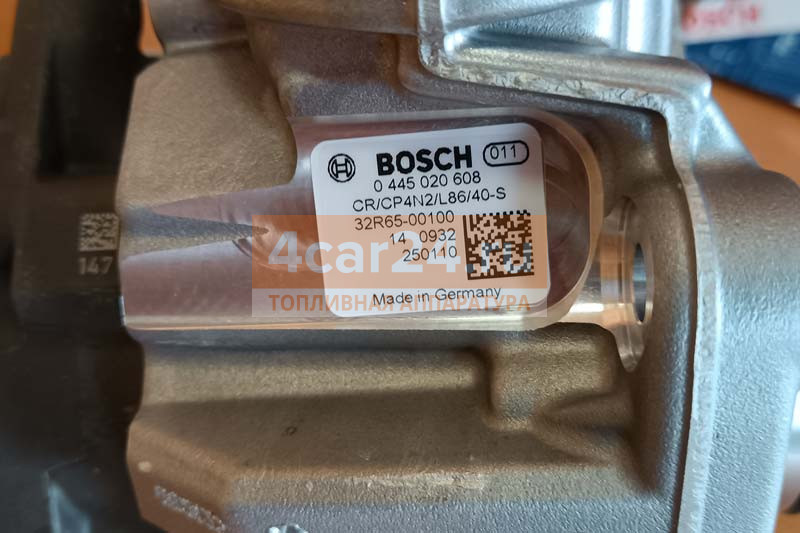 BOSCH 011
0 445 020 608
CR/CP4N2/L86/40-S
32R65-00100
14 0932
250110
Made in Germany
4car24.ru
ТОПЛИВНАЯ АППАРАТУРА
147